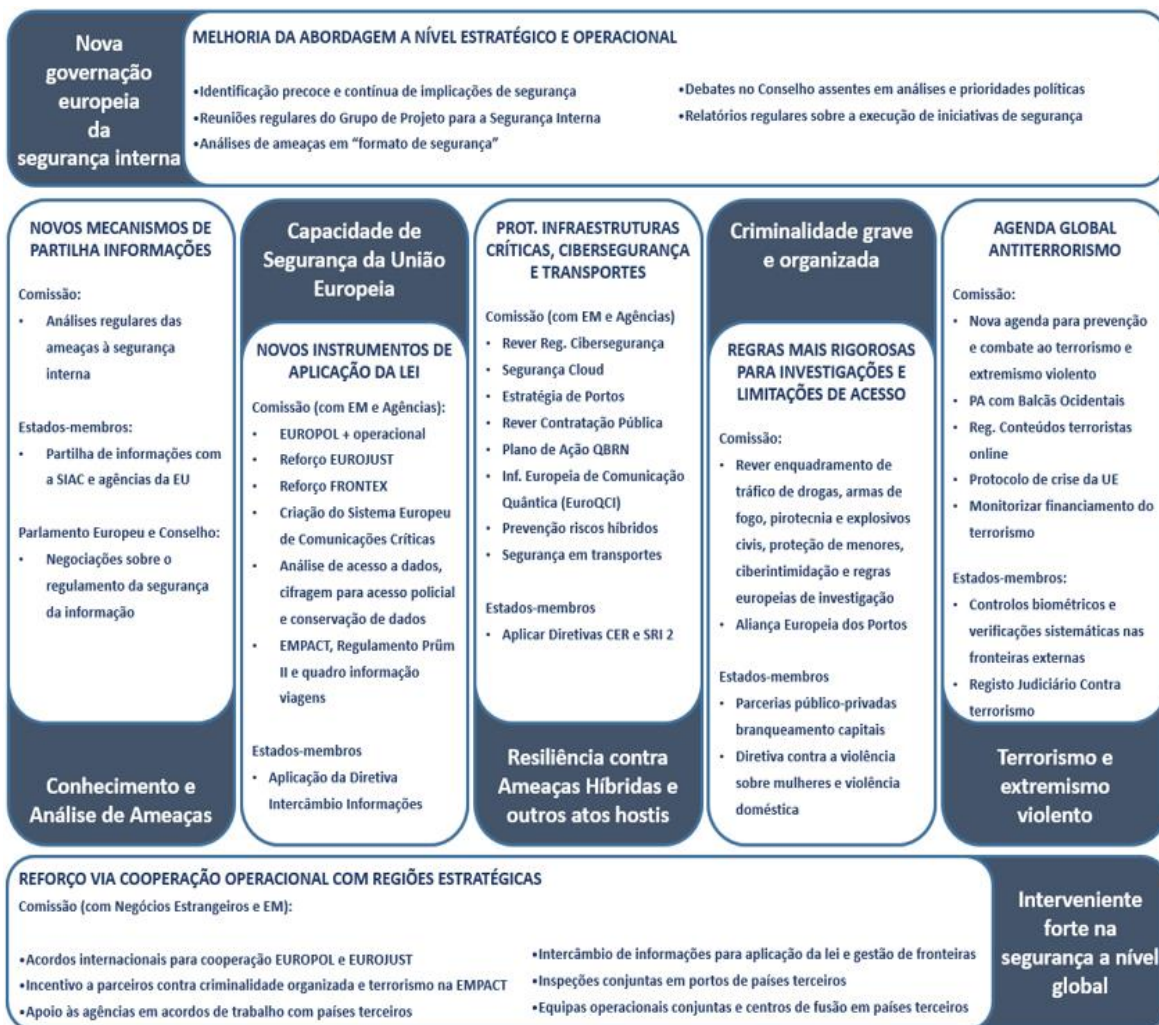 Nova
governação
europeia
da
segurança interna
MELHORIA DA ABORDAGEM A NÍVEL ESTRATÉGICO E OPERACIONAL
•Identificação precoce e contínua de implicações de segurança
•Reuniões regulares do Grupo de Projeto para a Segurança Interna
•Análises de ameaças em “formato de segurança”
•Debates no Conselho assentes em análises e prioridades políticas
•Relatórios regulares sobre a execução de iniciativas de segurança
NOVOS MECANISMOS DE
PARTILHA INFORMAÇÕES
Comissão:
• Análises regulares das
ameaças à segurança
interna
Estados-membros:
• Partilha de informações com
a SIAC e agências da EU
Parlamento Europeu e Conselho:
• Negociações sobre o
regulamento da segurança
da informação
Conhecimento e
Análise de Ameaças
Capacidade de
Segurança da União
Europeia
NOVOS INSTRUMENTOS DE
APLICAÇÃO DA LEI
Comissão (com EM e Agências):
• EUROPOL + operacional
• Reforço EUROJUST
• Reforço FRONTEX
• Criação do Sistema Europeu
de Comunicações Críticas
• Análise de acesso a dados,
cifragem para acesso policial
e conservação de dados
• EMPACT, Regulamento Prüm
II e quadro informação
viagens
Estados-membros
• Aplicação da Diretiva
Intercâmbio Informações
PROT. INFRAESTRUTURAS
CRÍTICAS, CIBERSEGURANÇA
E TRANSPORTES
Comissão (com EM e Agências)
• Rever Reg. Cibersegurança
• Segurança Cloud
• Estratégia de Portos
• Rever Contratação Pública
• Plano de Ação QBRN
• Inf. Europeia de Comunicação
Quântica (EuroQCI)
• Prevenção riscos híbridos
• Segurança em transportes
Estados-membros
• Aplicar Diretivas CER e SRI 2
Resiliência contra
Ameaças Híbridas e
outros atos hostis
Criminalidade grave
e organizada
REGRAS MAIS RIGOROSAS
PARA INVESTIGAÇÕES E
LIMITAÇÕES DE ACESSO
Comissão:
• Rever enquadramento de
tráfico de drogas, armas de
fogo, pirotecnia e explosivos
civis, proteção de menores,
ciberintimidação e regras
europeias de investigação
• Aliança Europeia dos Portos
Estados-membros
• Parcerias público-privadas
branqueamento capitais
• Diretiva contra a violência
sobre mulheres e violência
doméstica
AGENDA GLOBAL
ANTITERRORISMO
Comissão:
• Nova agenda para prevenção
e combate ao terrorismo e
extremismo violento
• PA com Balcãs Ocidentais
• Reg. Conteúdos terroristas
online
• Protocolo de crise da UE
• Monitorizar financiamento do
terrorismo
Estados-membros:
• Controlos biométricos e
verificações sistemáticas nas
fronteiras externas
• Registo Judiciário Contra
terrorismo
Terrorismo e
extremismo
violento
REFORÇO VIA COOPERAÇÃO OPERACIONAL COM REGIÕES ESTRATÉGICAS
Comissão (com Negócios Estrangeiros e EM):
•Acordos internacionais para cooperação EUROPOL e EUROJUST
•Incentivo a parceiros contra criminalidade organizada e terrorismo na EMPACT
•Apoio às agências em acordos de trabalho com países terceiros
•Intercâmbio de informações para aplicação da lei e gestão de fronteiras
•Inspeções conjuntas em portos de países terceiros
•Equipas operacionais conjuntas e centros de fusão em países terceiros
Interveniente
forte na
segurança a nível
global